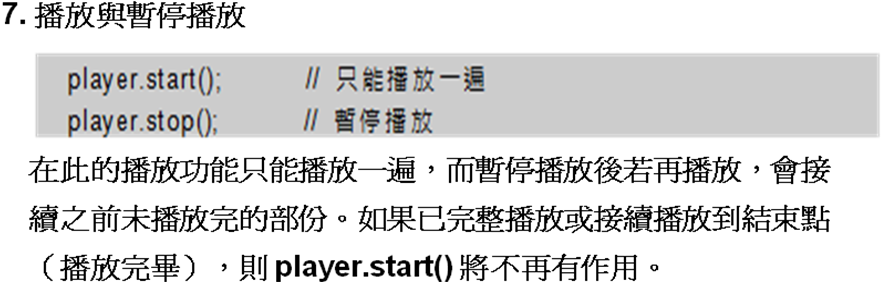 7. 播放與暫停播放
player.start(); // 只能播放一遍
player.stop(); // 暫停播放
在此的播放功能只能播放一遍，而暫停播放後若再播放，會接
續之前未播放完的部份。如果已完整播放或接續播放到結束點
（播放完畢），則 player.start() 將不再有作用。